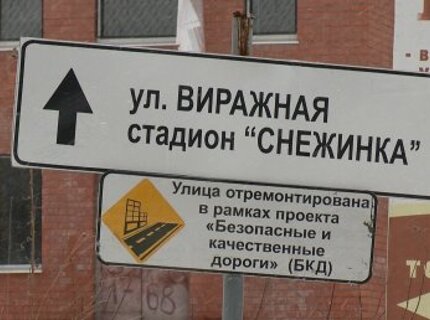 ул. ВИРАЖНАЯ
стадион "СНЕЖИНКА"
Улица отремонтирована
в рамках проекта
«Безопасные и
качественные
дороги» (БКД)